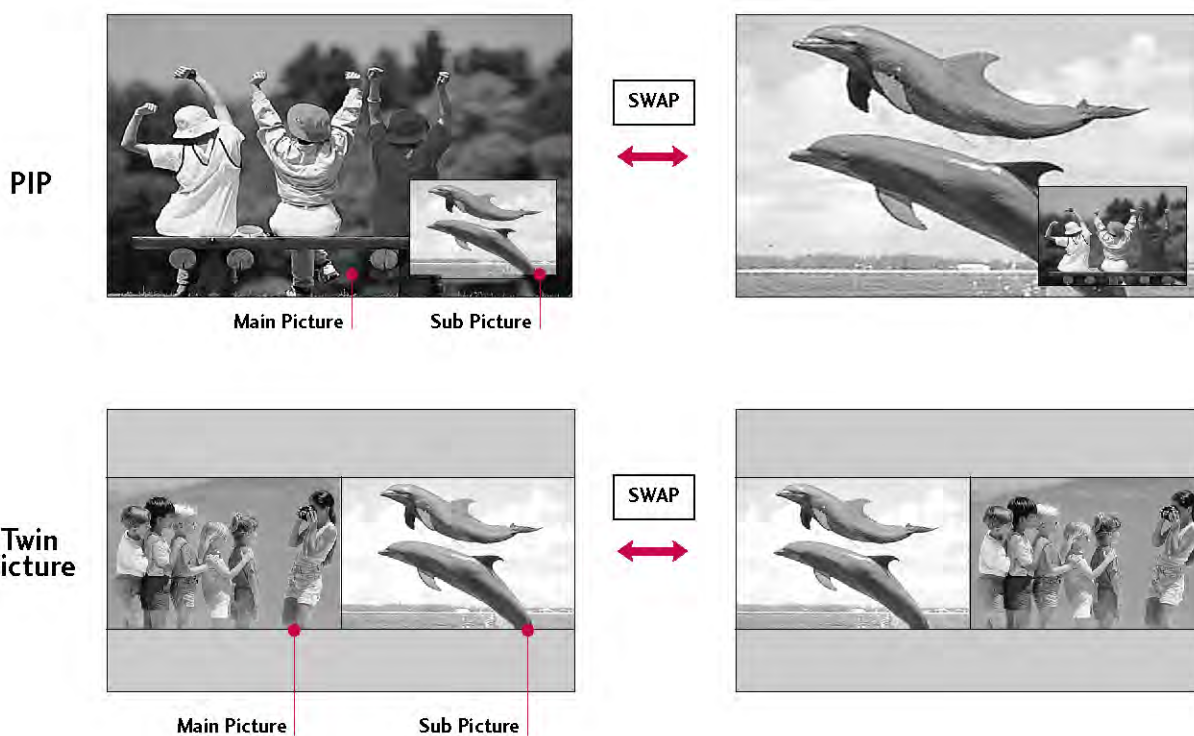 PIP
SWAP
Main Picture
Sub Picture
Twin
icture
SWAP
Main Picture
Sub Picture